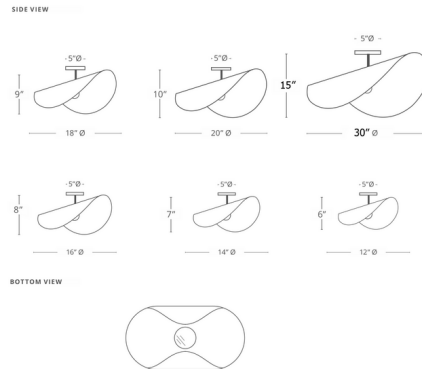 SIDE VIEW
5"Ø
5"Ø
5"Ø
9"
10"
15"
18" Ø
20" Ø
30" Ø
5"Ø
5"Ø
5"Ø
8"
7"
6"
16" Ø
14" Ø
12" Ø
BOTTOM VIEW